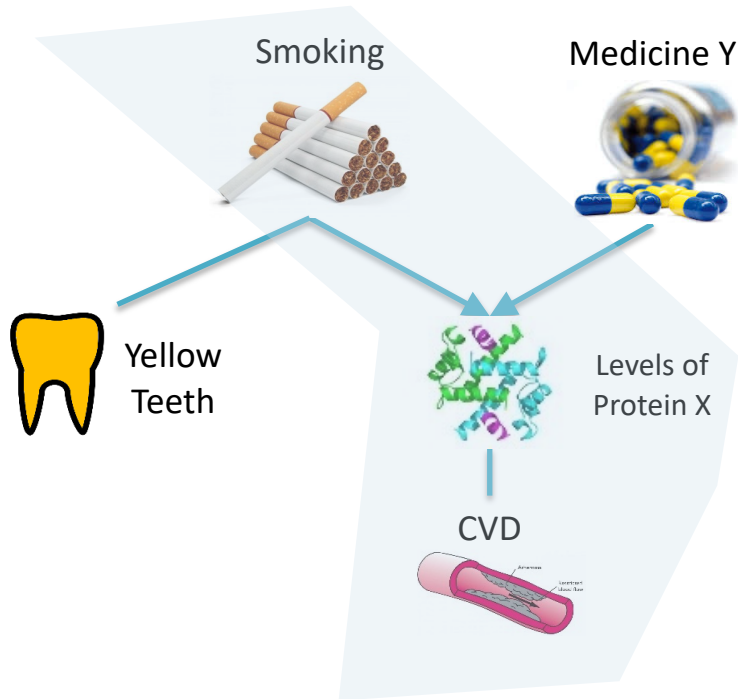 Smoking
Medicine Y
Yellow
Teeth
Levels of
Protein X
CVD